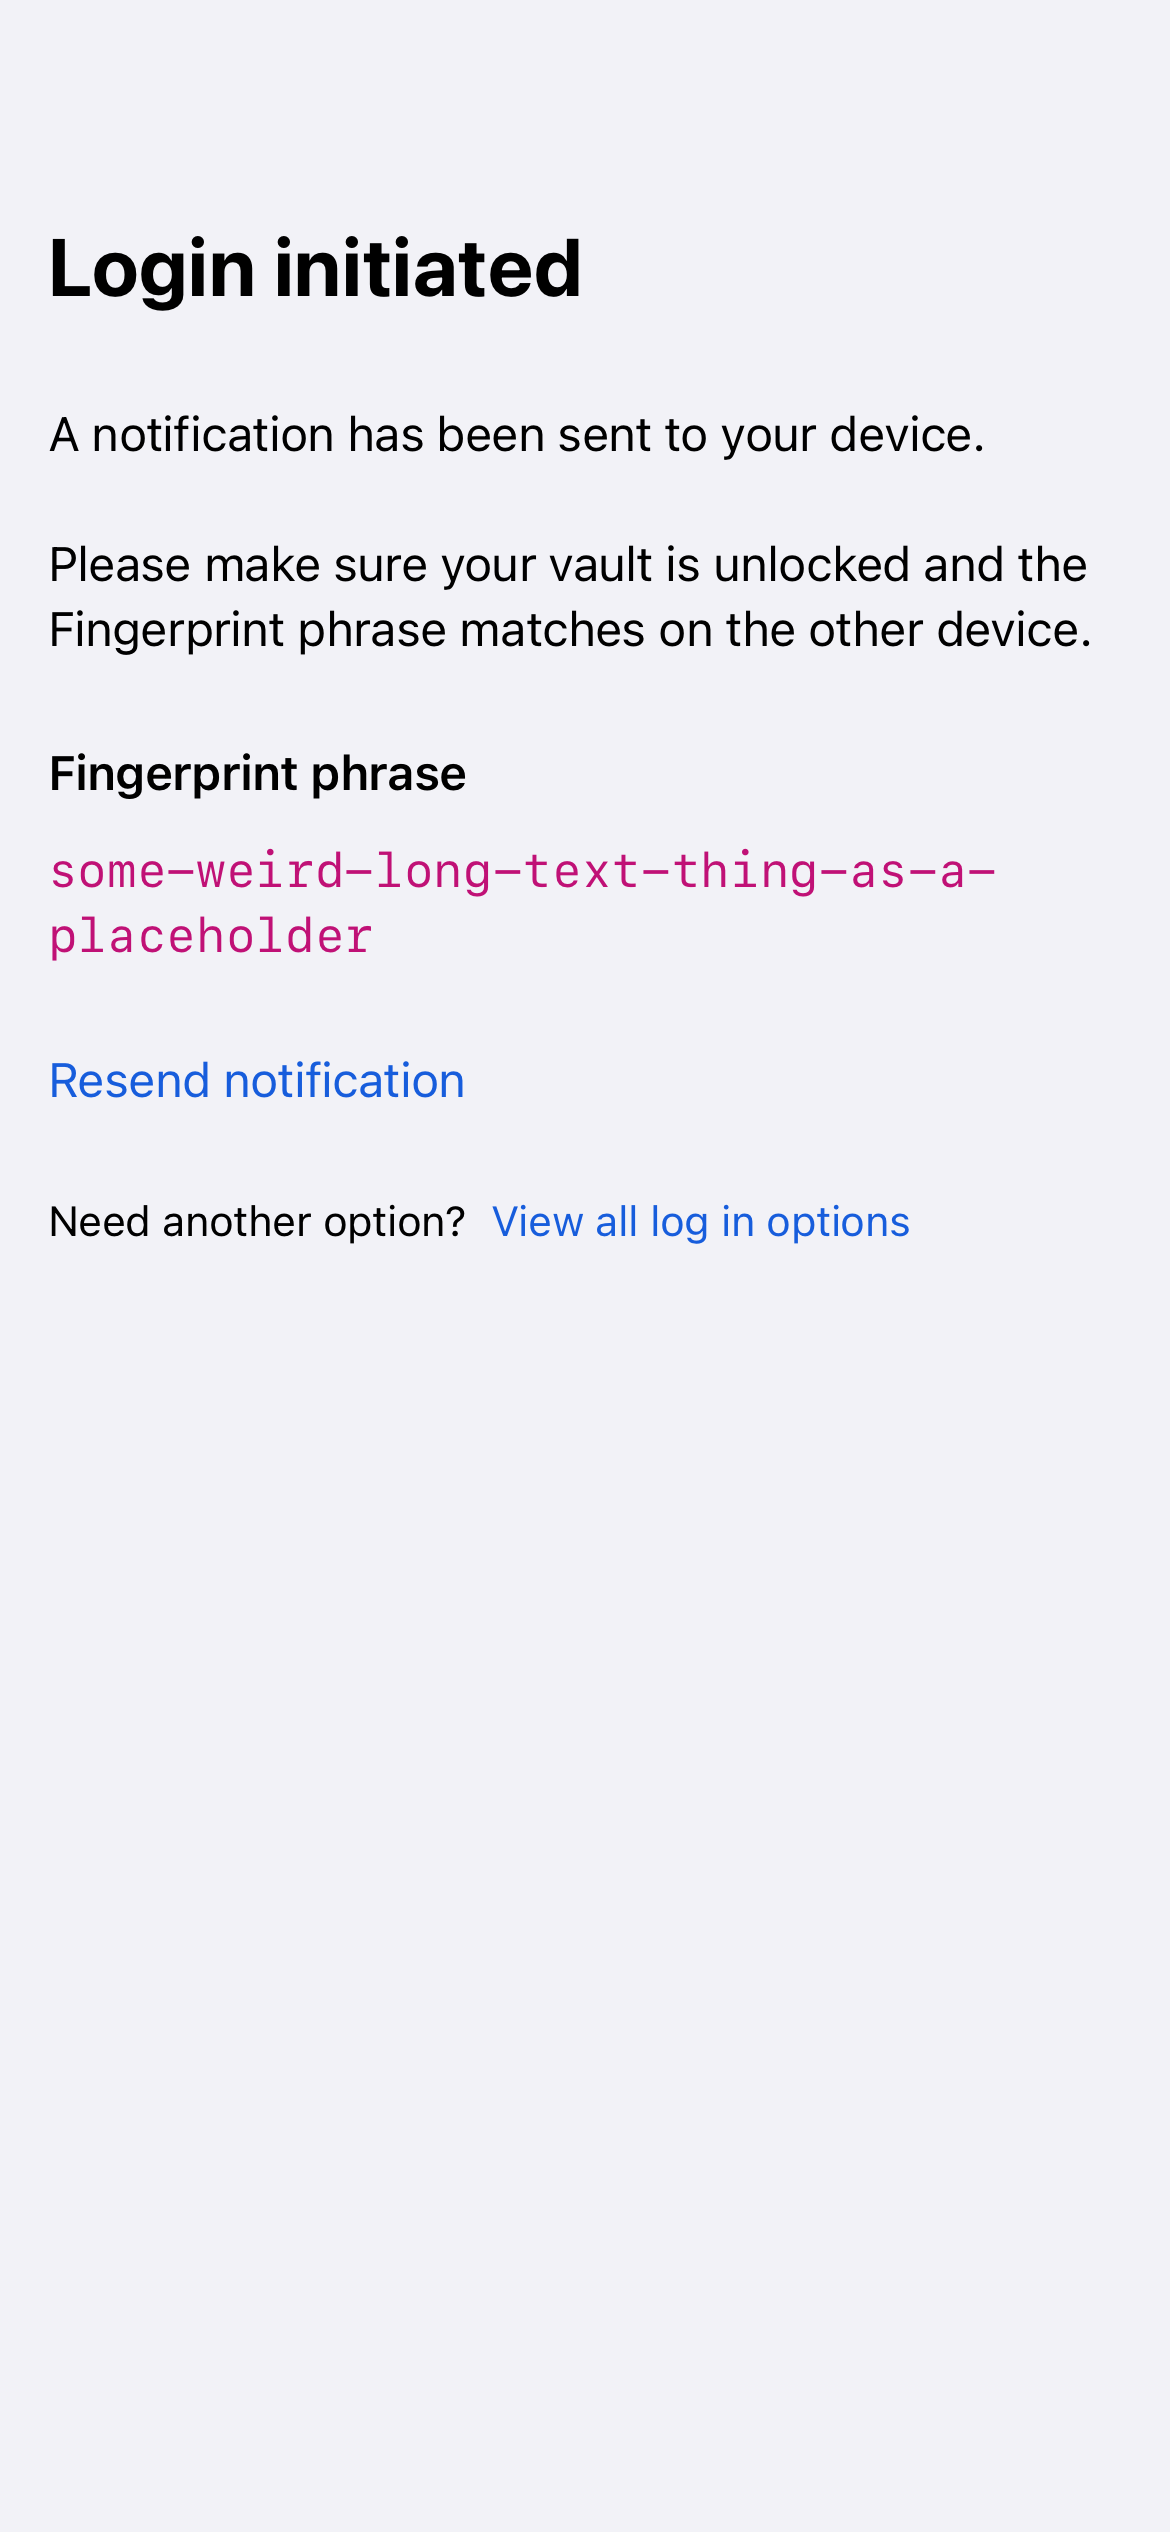 Login initiated
A notification has been sent to your device.
Please make sure your vault is unlocked and the
Fingerprint phrase matches on the other device.
Fingerprint phrase
some-weird-long-text-thing-as-a-
placeholder
Resend notification
Need another option? View all log in options